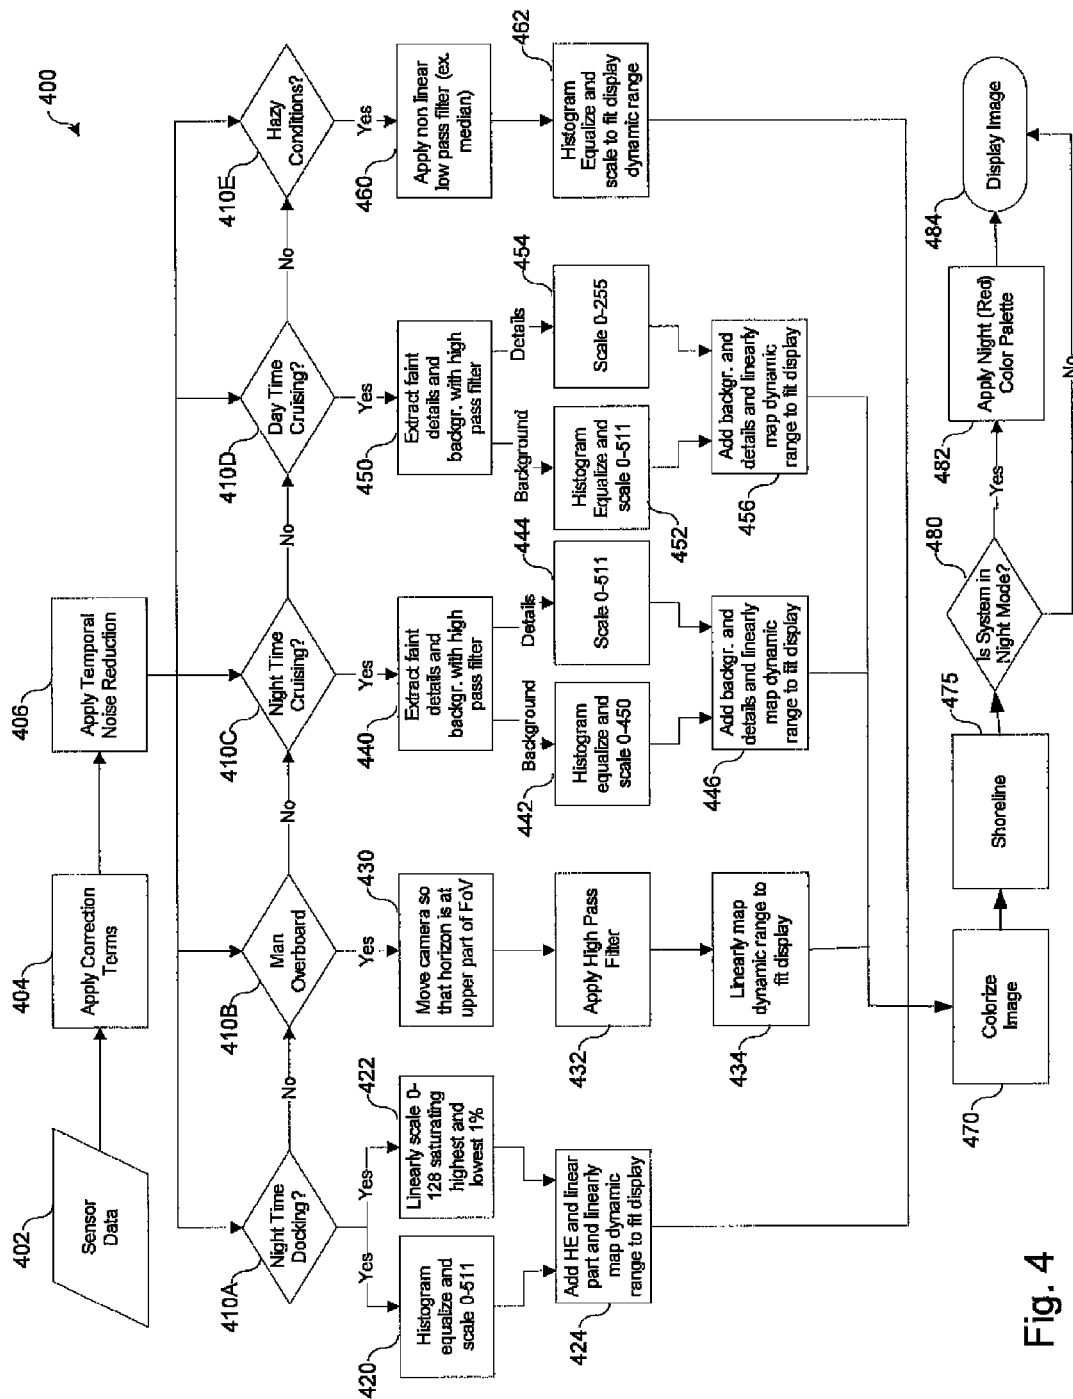 400
402
Sensor
Data
404
Apply Correction
Terms
406
Apply Temporal
Noise Reduction
410A
Night Time
Docking?
No
410B
Man
Overboard
No
410C
Night Time
Cruising?
No
410D
Day Time
Cruising?
No
410E
Hazy
Conditions?
Yes
Yes
Yes
Yes
Yes
Yes
420
Histogram
equalize and
scale 0-511
422
Linearly scale 0-
128 saturating
highest and
lowest 1%
424
Add HE and linear
part and linearly
map dynamic
range to fit display
430
Move camera so
that horizon is at
upper part of FoV
432
Apply High Pass
Filter
434
Linearly map
dynamic range to
fit display
440
Extract faint
details and
backgr. with high
pass filter
Background
Details
442
Histogram
equalize and
scale 0-450
444
Scale 0-511
446
Add backgr. and
details and linearly
map dynamic
range to fit display
450
Extract faint
details and
backgr. with high
pass filter
Background
Details
452
Histogram
Equalize and
scale 0-511
454
Scale 0-255
456
Add backgr. and
details and linearly
map dynamic
range to fit display
460
Apply non linear
low pass filter (ex.
median)
462
Histogram
Equalize and
scale to fit display
dynamic range
470
Colorize
Image
475
Shoreline
480
Is System in
Night Mode?
Yes
No
482
Apply Night (Red)
Color Palette
484
Display Image
Fig. 4